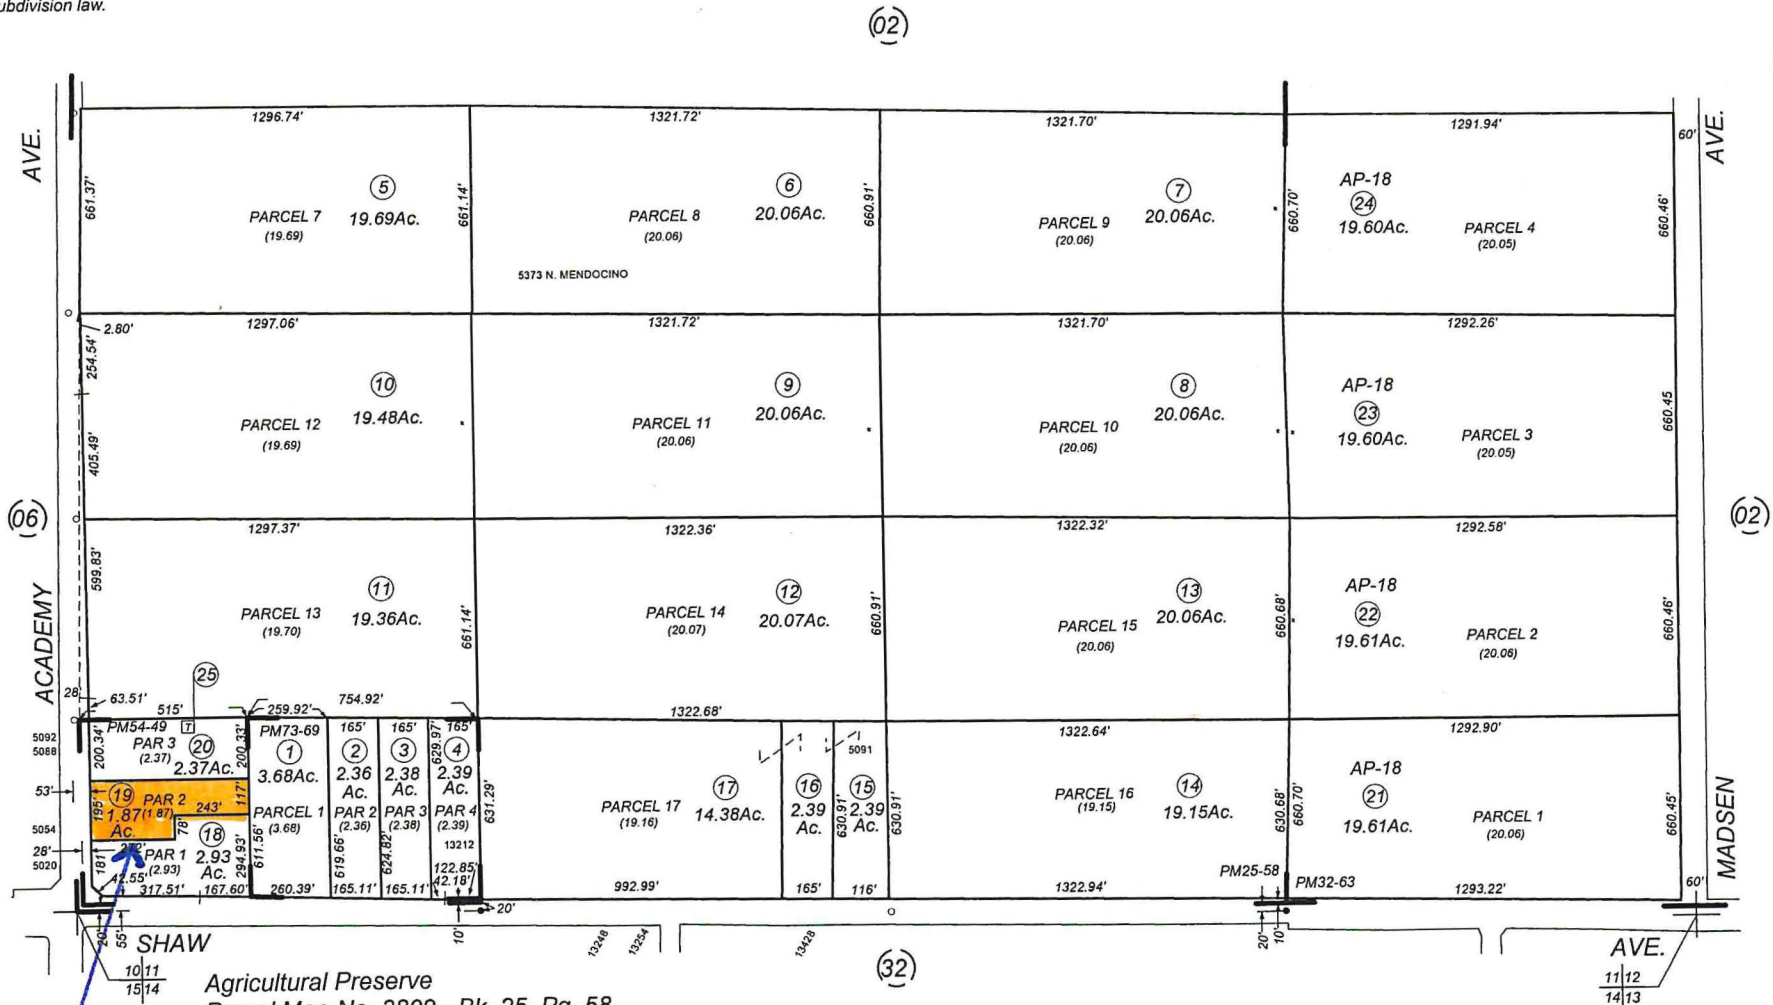 ubdivision law.
(02)
AVE.
AVE.
1296.74'
1321.72'
1321.70'
1291.94'
60'
661.37'
5
19.69Ac.
PARCEL 7
(19.69)
661.14'
6
20.06Ac.
PARCEL 8
(20.06)
660.91'
7
20.06Ac.
PARCEL 9
(20.06)
660.70'
AP-18
24
19.60Ac.
PARCEL 4
(20.05)
660.46'
5373 N. MENDOCINO
2.80'
1297.06'
1321.72'
1321.70'
1292.26'
254.54'
405.49'
10
19.48Ac.
PARCEL 12
(19.69)
9
20.06Ac.
PARCEL 11
(20.06)
8
20.06Ac.
PARCEL 10
(20.06)
AP-18
23
19.60Ac.
PARCEL 3
(20.05)
660.45
(06)
(02)
1297.37'
1322.36'
1322.32'
1292.58'
599.83'
11
19.36Ac.
PARCEL 13
(19.70)
661.14'
12
20.07Ac.
PARCEL 14
(20.07)
660.91'
13
20.06Ac.
PARCEL 15
(20.06)
660.68'
AP-18
22
19.61Ac.
PARCEL 2
(20.06)
660.46'
ACADEMY
25
28'
63.51'
515'
259.92'
754.92'
1322.68'
1322.64'
1292.90'
5092
5088
200.34'
PM54-49
T
PAR 3
(2.37)
20
2.37Ac.
200.33'
PM73-69
1
3.68Ac.
PARCEL 1
(3.68)
611.56'
165'
2
2.36
Ac.
PAR 2
(2.36)
619.66'
165'
3
2.38
Ac.
PAR 3
(2.38)
624.82'
629.97'
165'
4
2.39
Ac.
PAR 4
(2.39)
13212
631.29'
53'
195'
19
PAR 2
1.87(1.87)
Ac.
243'
117'
78'
5054
28'
5020
272'
18
PAR 1
(2.93)
2.93
Ac.
181'
42.55'
294.93'
17
14.38Ac.
PARCEL 17
(19.16)
16
2.39
Ac.
5091
15
2.39
Ac.
630.91'
630.91'
14
19.15Ac.
PARCEL 16
(19.15)
630.68'
660.70'
AP-18
21
19.61Ac.
PARCEL 1
(20.06)
660.45'
MADSEN
317.51'
167.60'
260.39'
165.11'
165.11'
42.18'
122.85'
992.99'
165'
116'
1322.94'
PM25-58
PM32-63
1293.22'
60'
20'
20'
55'
10'
20'
10'
SHAW
AVE.
13248
13254
13428
(32)
10 11
15 14
11 12
14 13
Agricultural Preserve
Parcel Map No. 2809 - Bk. 25, Pg. 58